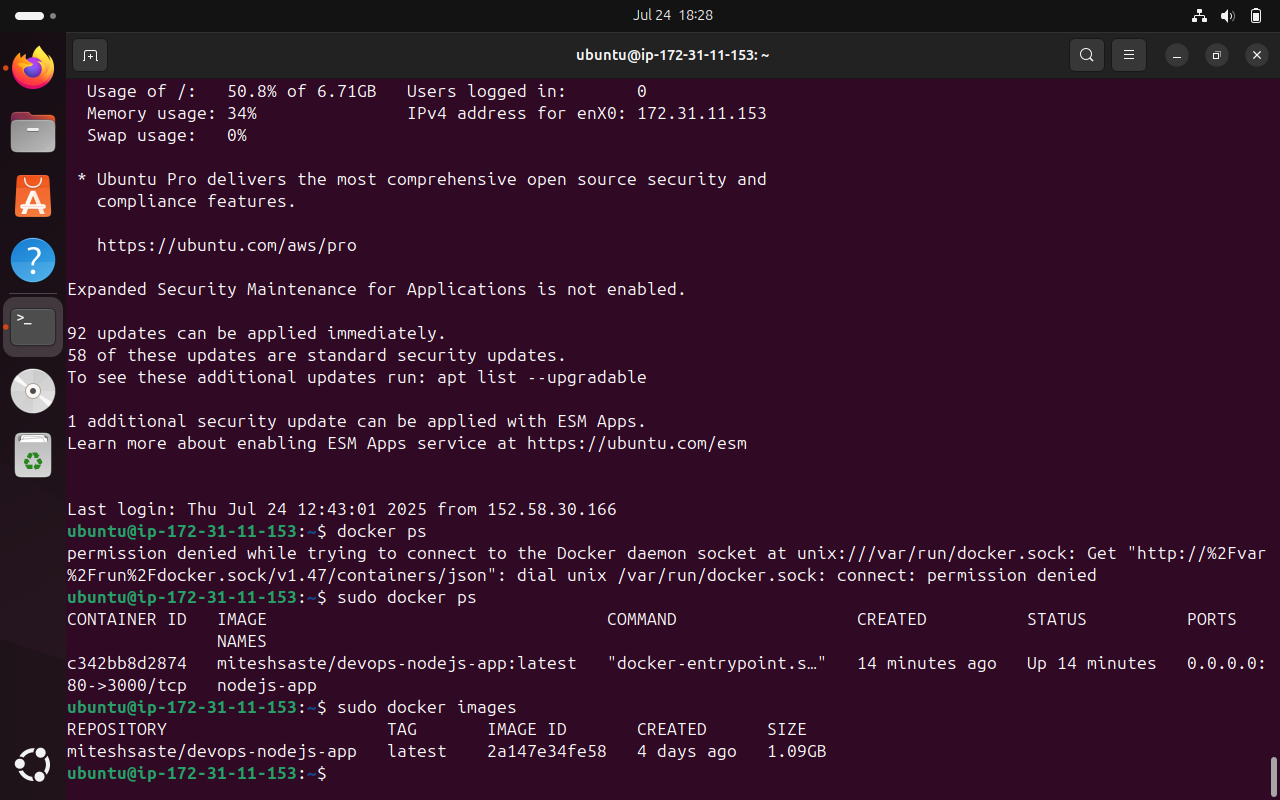 Jul 24 18:28
ubuntu@ip-172-31-11-153: ~
Usage of /:   50.8% of 6.71GB   Users logged in:       0
Memory usage: 34%               IPv4 address for enX0: 172.31.11.153
Swap usage:   0%
* Ubuntu Pro delivers the most comprehensive open source security and
compliance features.
https://ubuntu.com/aws/pro
Expanded Security Maintenance for Applications is not enabled.
92 updates can be applied immediately.
58 of these updates are standard security updates.
To see these additional updates run: apt list --upgradable
1 additional security update can be applied with ESM Apps.
Learn more about enabling ESM Apps service at https://ubuntu.com/esm
Last login: Thu Jul 24 12:43:01 2025 from 152.58.30.166
ubuntu@ip-172-31-11-153:~$ docker ps
permission denied while trying to connect to the Docker daemon socket at unix:///var/run/docker.sock: Get "http://%2Fvar
%2Frun%2Fdocker.sock/v1.47/containers/json": dial unix /var/run/docker.sock: connect: permission denied
ubuntu@ip-172-31-11-153:~$ sudo docker ps
CONTAINER ID   IMAGE                                  COMMAND                  CREATED          STATUS          PORTS
NAMES
c342bb8d2874   miteshsaste/devops-nodejs-app:latest   "docker-entrypoint.s…"   14 minutes ago   Up 14 minutes   0.0.0.0:
80->3000/tcp   nodejs-app
ubuntu@ip-172-31-11-153:~$ sudo docker images
REPOSITORY                      TAG       IMAGE ID       CREATED      SIZE
miteshsaste/devops-nodejs-app   latest    2a147e34fe58   4 days ago   1.09GB
ubuntu@ip-172-31-11-153:~$